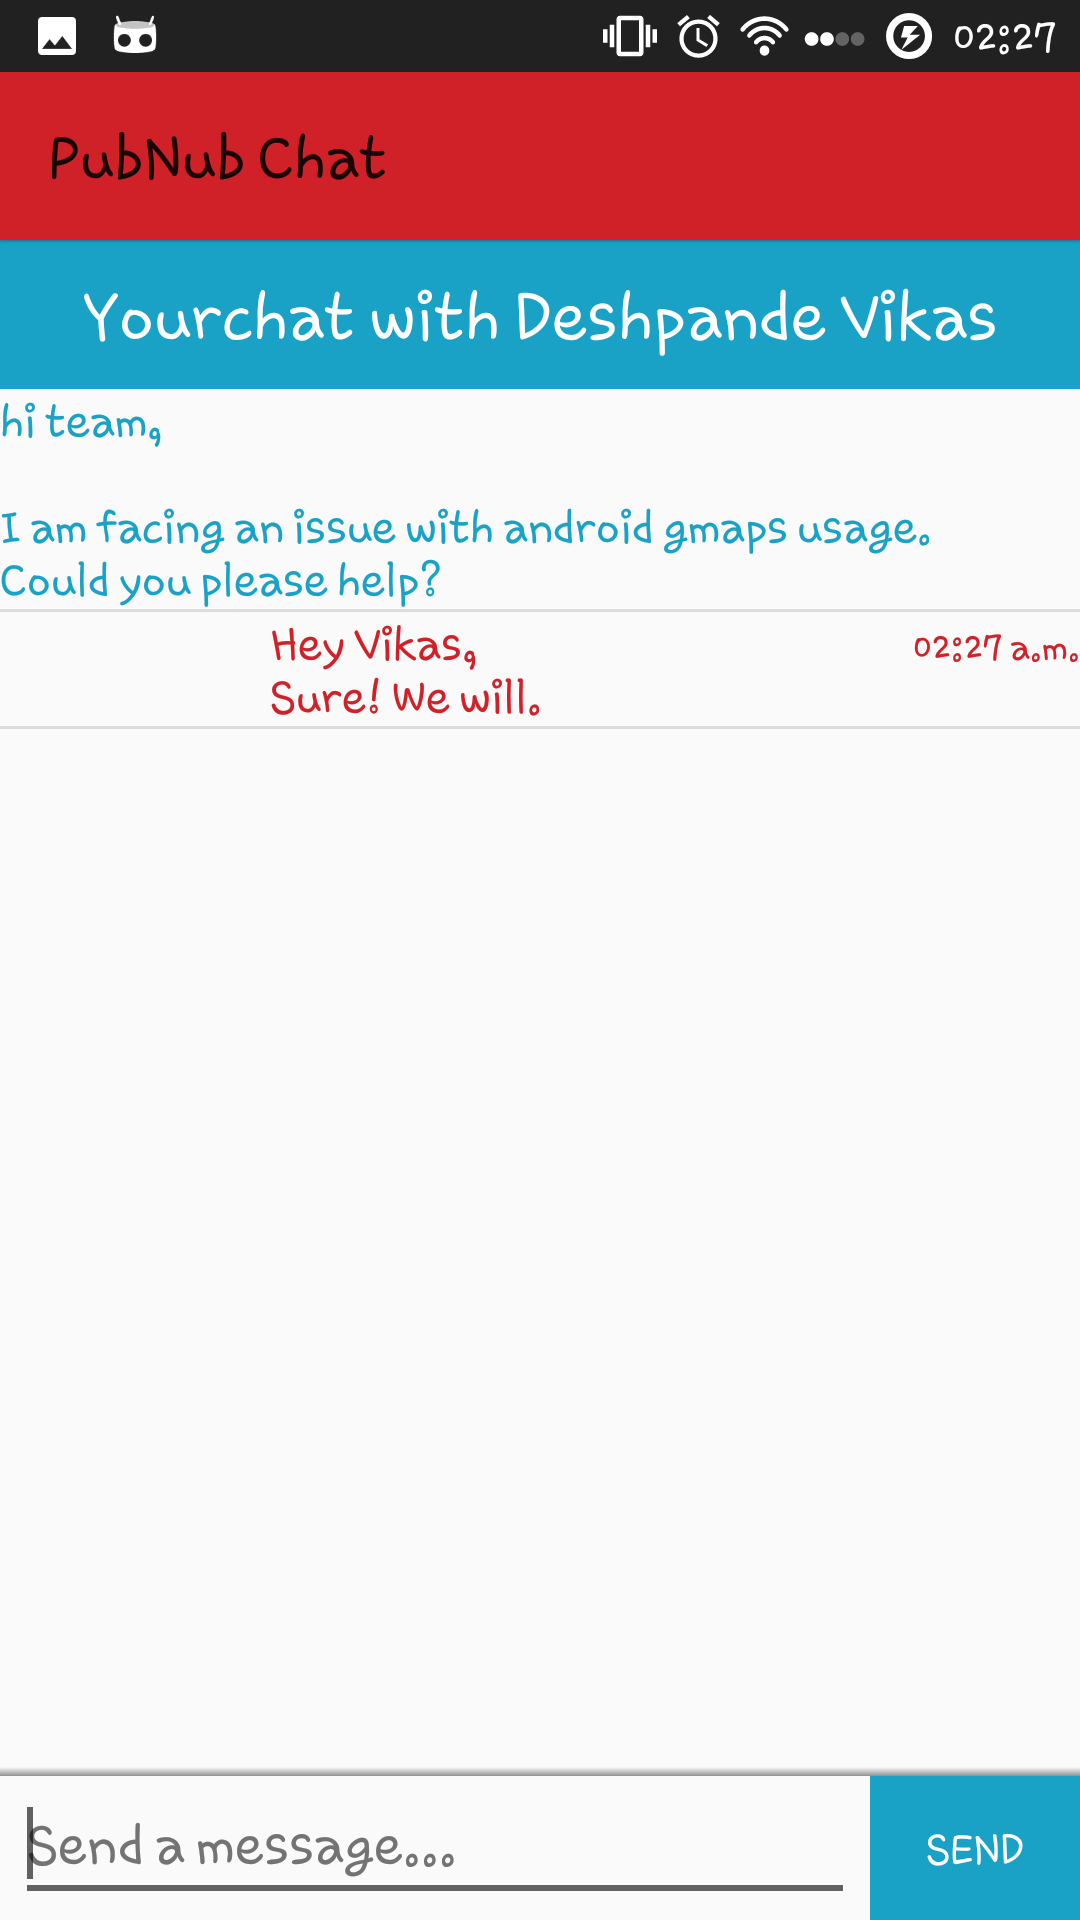 02:27
PubNub Chat
Yourchat with Deshpande Vikas
hi team,
I am facing an issue with android gmaps usage.
Could you please help?
Hey Vikas, 02:27 a.m.
Sure! We will.
Send a message... SEND